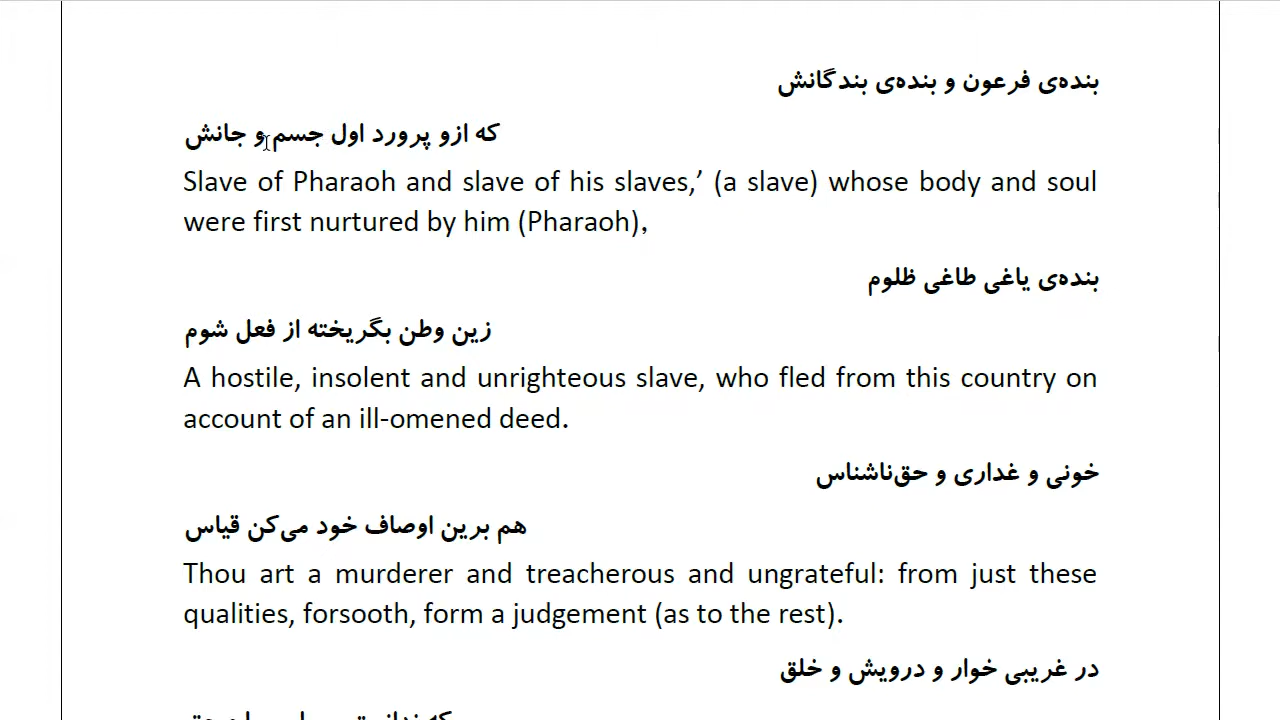 بنده‌ی فرعون و بنده‌ی بندگانش
که ازو پرورد اول جسم و جانش
Slave of Pharaoh and slave of his slaves,’ (a slave) whose body and soul
were first nurtured by him (Pharaoh),
بنده‌ی یاغی طاغی ظلوم
زین وطن بگریخته از فعل شوم
A hostile, insolent and unrighteous slave, who fled from this country on
account of an ill-omened deed.
خونی و غداری و حق‌ناشناس
هم برین اوصاف خود می‌کن قیاس
Thou art a murderer and treacherous and ungrateful: from just these
qualities, forsooth, form a judgement (as to the rest).
در غریبی خوار و درویش و خلق
که